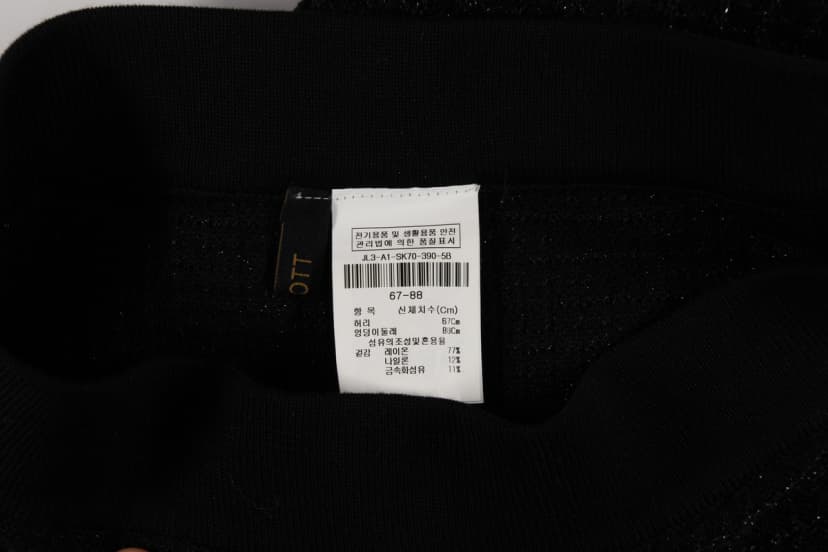 전기용품 및 생활용품 안전
관리법에 의한 품질표시
JL3-A1-SK70-390-5B
67-88
항 목 신체치수(Cm)
허리 67Cm
엉덩이둘레 88Cm
섬유의조성및혼용율
겉감 레이온 77%
나일론 12%
금속화섬유 11%
OTT